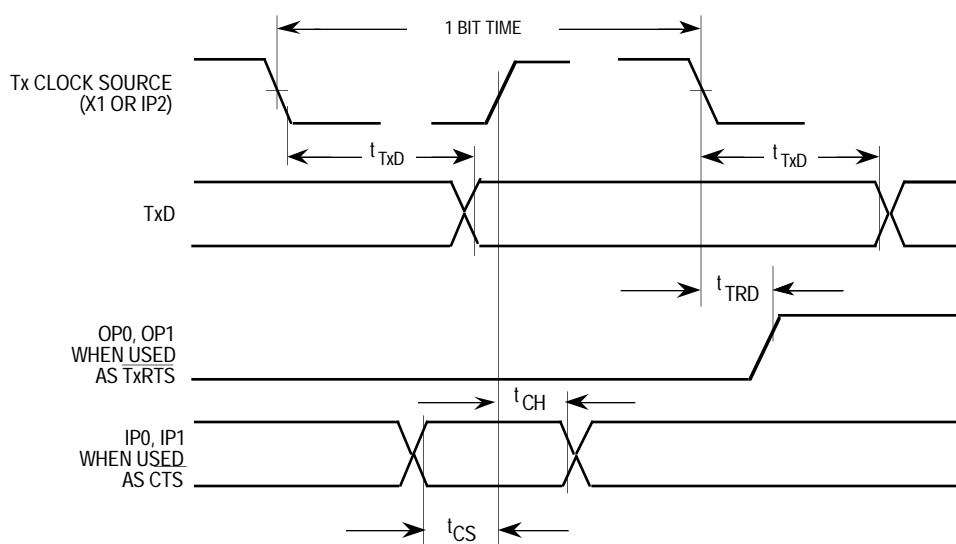 1 BIT TIME
Tx CLOCK SOURCE
(X1 OR IP2)
tTxD
tTxD
TxD
tTRD
OP0, OP1
WHEN USED
AS TxRTS
tCH
IP0, IP1
WHEN USED
AS CTS
tCS